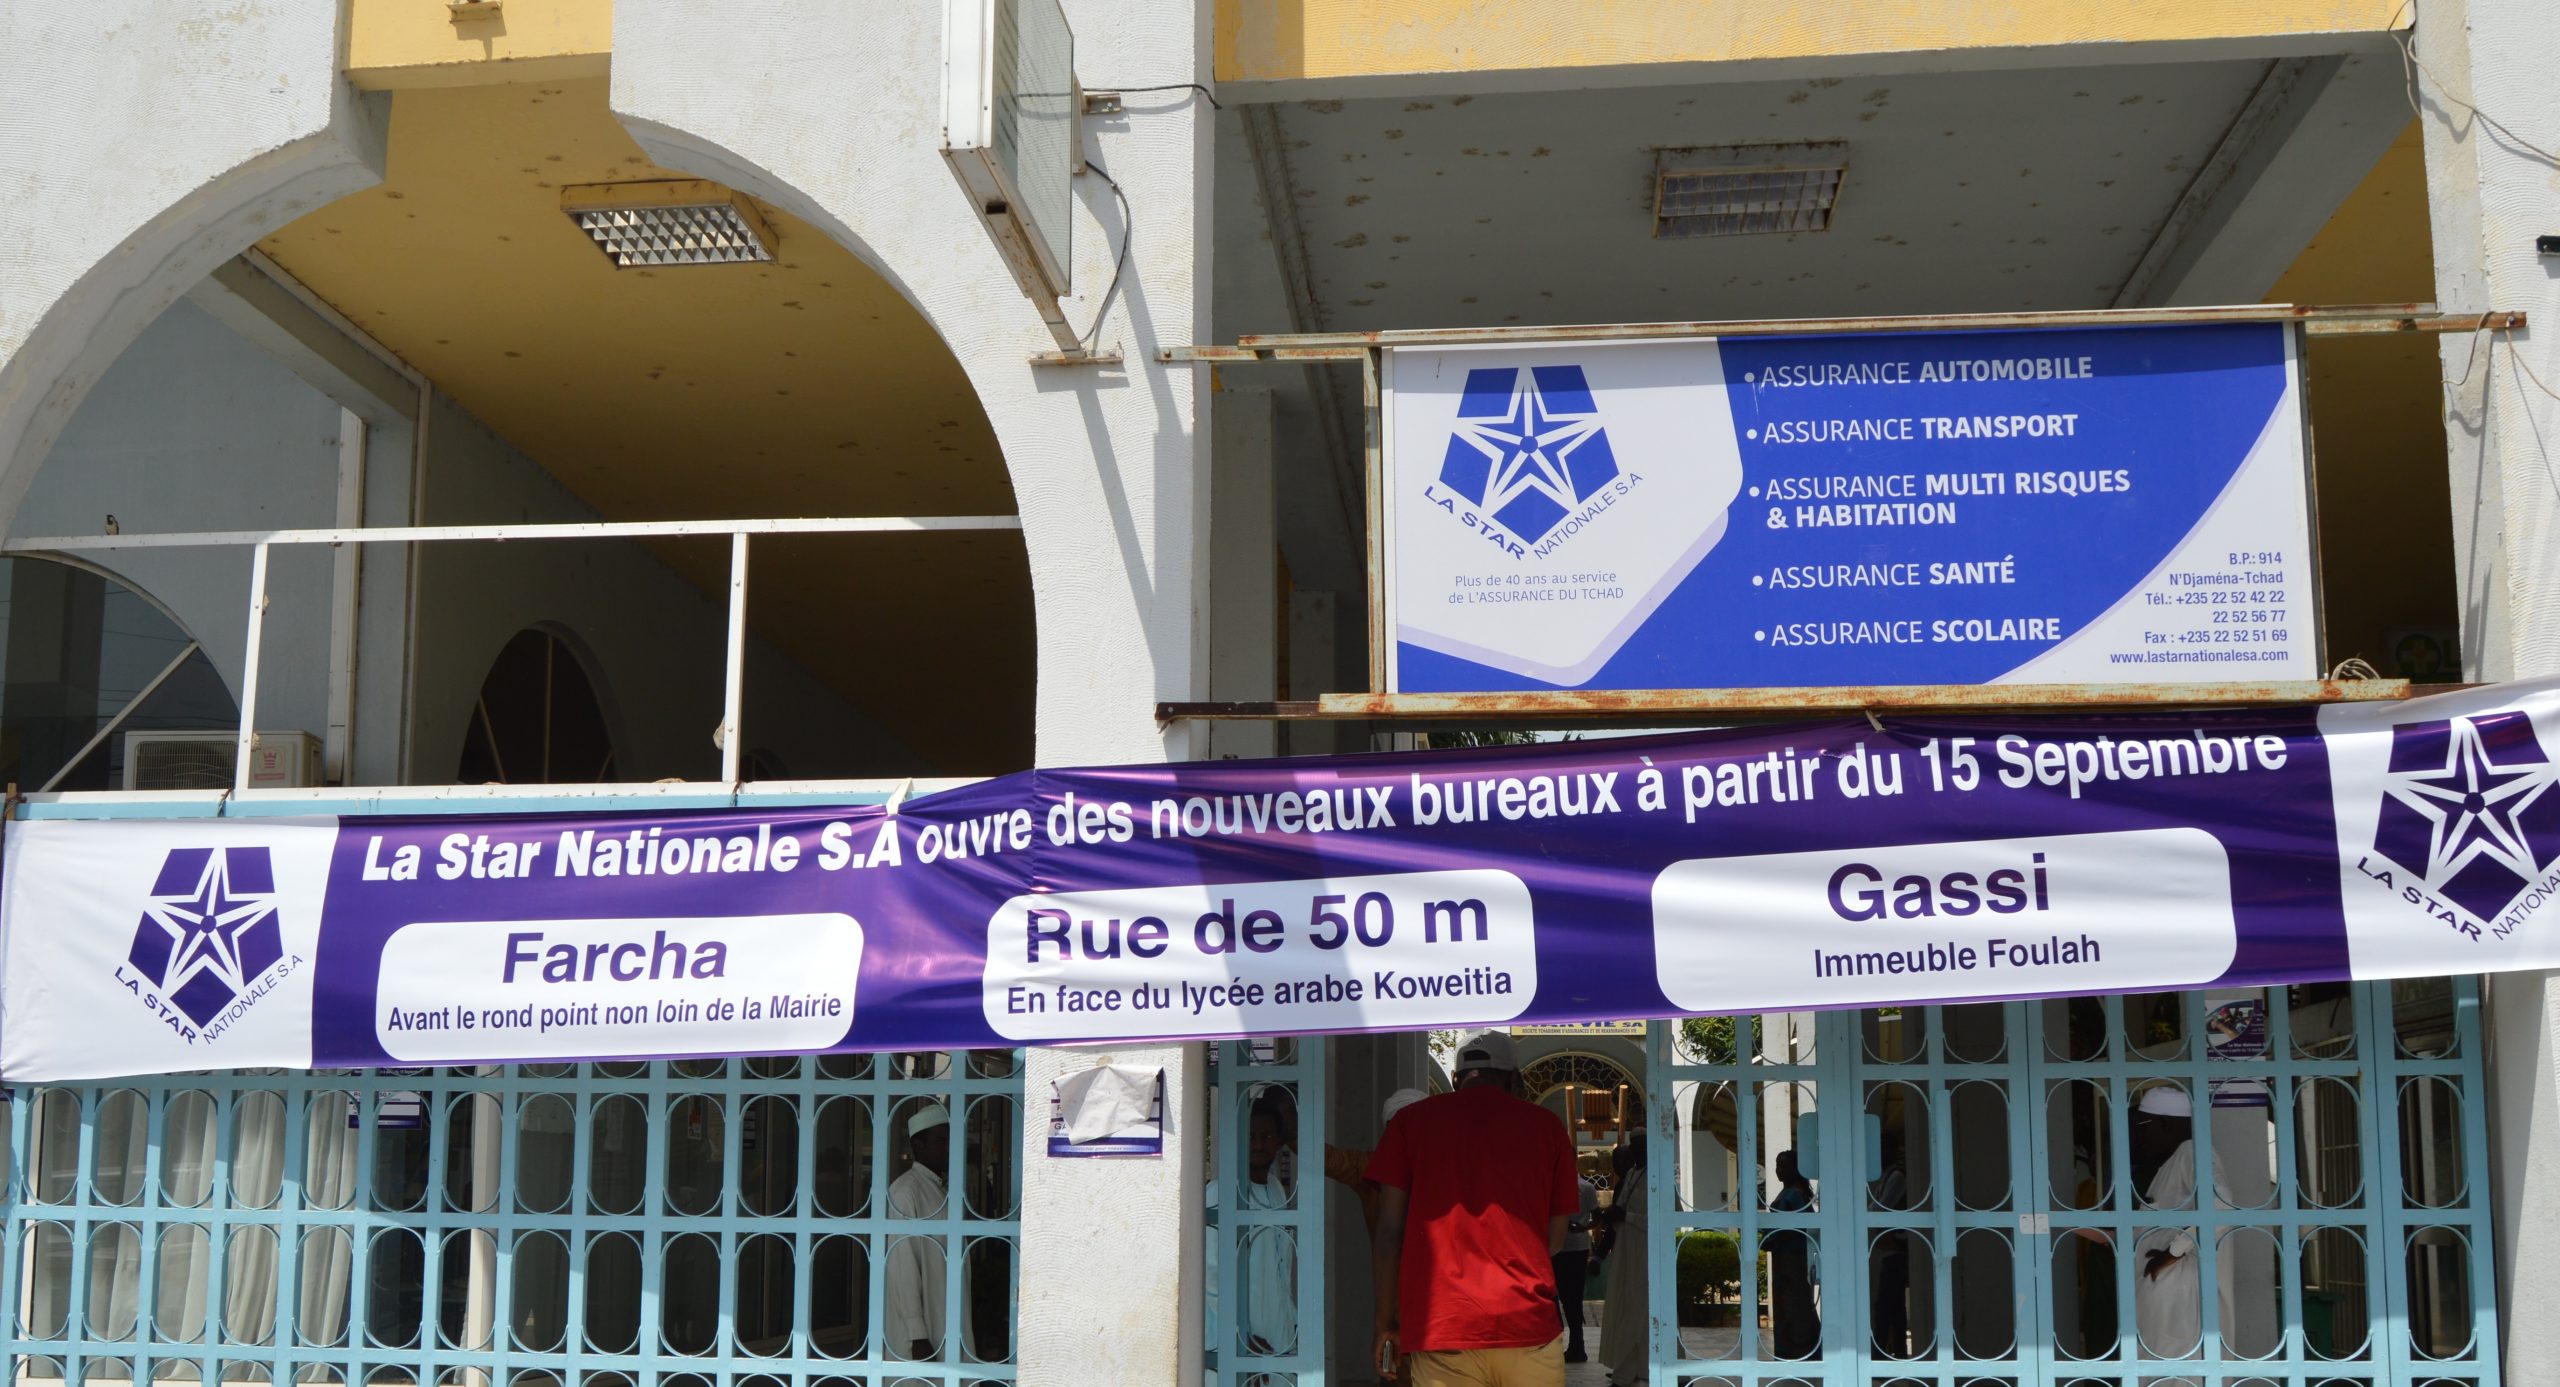 LA STAR NATIONALE S.A
Plus de 40 ans au service
de L'ASSURANCE DU TCHAD
• ASSURANCE AUTOMOBILE
• ASSURANCE TRANSPORT
• ASSURANCE MULTI RISQUES
& HABITATION
• ASSURANCE SANTÉ
• ASSURANCE SCOLAIRE
B.P.: 914
N'Djaména-Tchad
Tél.: +235 22 52 42 22
22 52 56 77
Fax : +235 22 52 51 69
www.lastarnationalesa.com
La Star Nationale S.A ouvre des nouveaux bureaux à partir du 15 Septembre
LA STAR NATIONALE S.A
Farcha
Avant le rond point non loin de la Mairie
Rue de 50 m
En face du lycée arabe Koweitia
Gassi
Immeuble Foulah
LA STAR